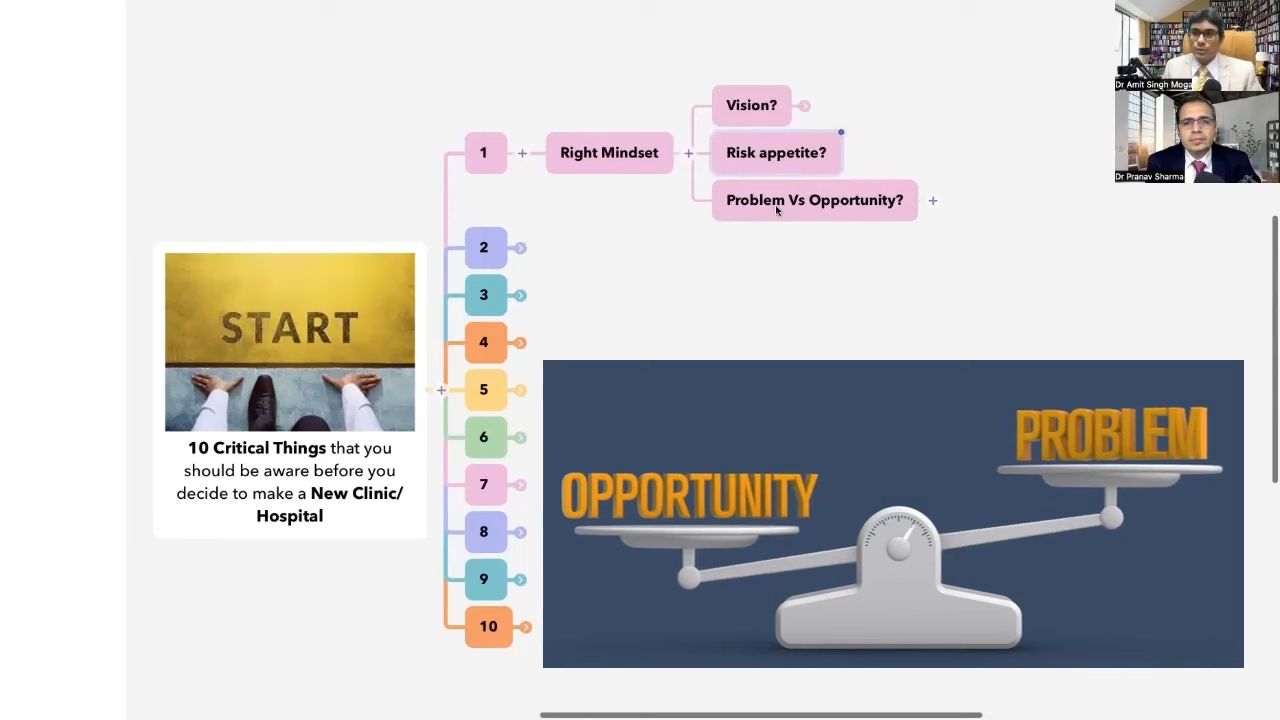 Dr Amit Singh Moga
Dr Pranav Sharma
Vision?
1
Right Mindset
Risk appetite?
Problem Vs Opportunity?
2
3
4
5
6
7
8
9
10
START
10 Critical Things that you
should be aware before you
decide to make a New Clinic/
Hospital
OPPORTUNITY
PROBLEM